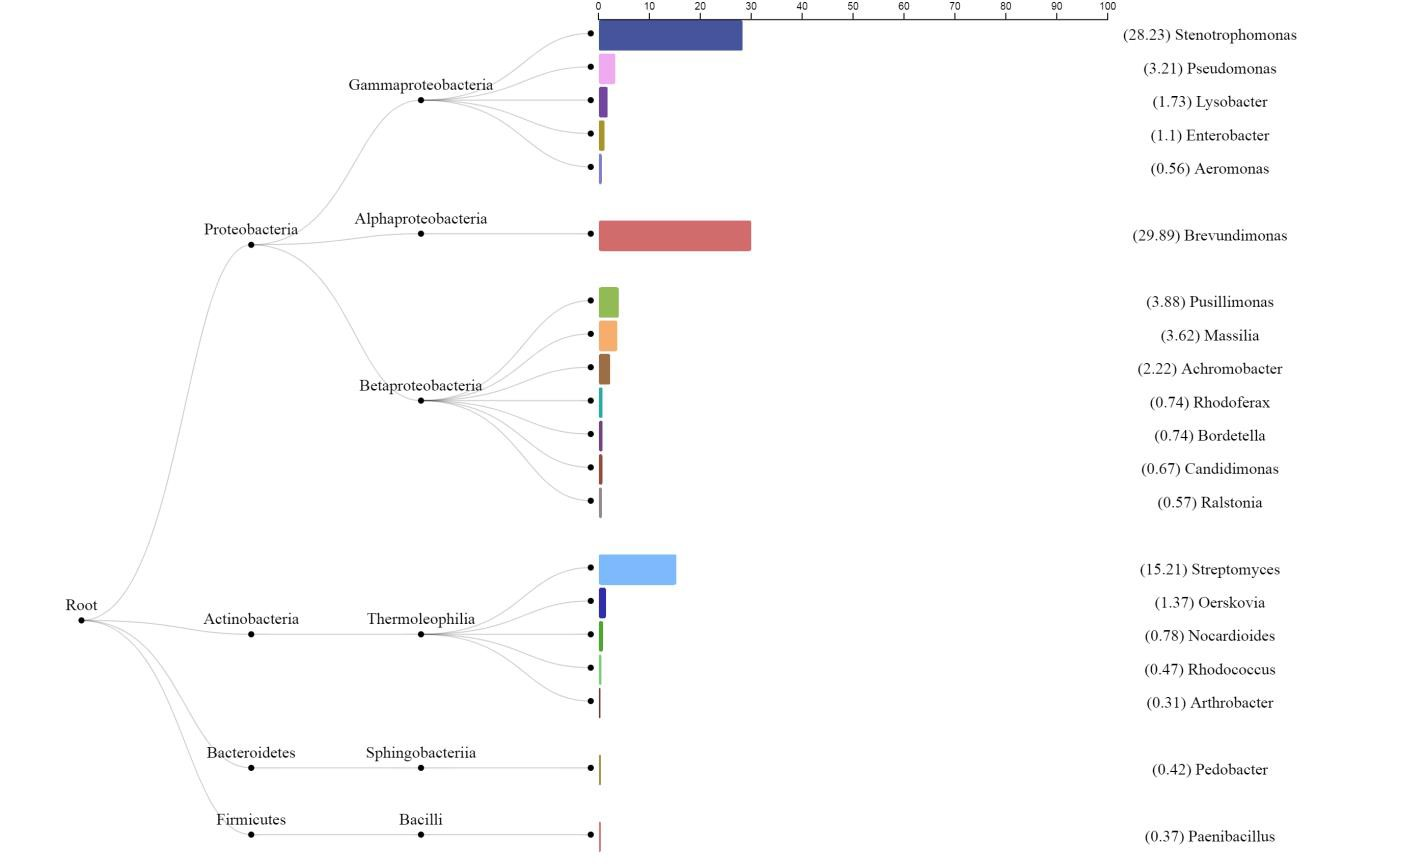 0 10 20 30 40 50 60 70 80 90 100
(28.23) Stenotrophomonas
(3.21) Pseudomonas
Gammaproteobacteria
(1.73) Lysobacter
(1.1) Enterobacter
(0.56) Aeromonas
Proteobacteria
Alphaproteobacteria
(29.89) Brevundimonas
(3.88) Pusillimonas
(3.62) Massilia
(2.22) Achromobacter
Betaproteobacteria
(0.74) Rhodoferax
(0.74) Bordetella
(0.67) Candidimonas
(0.57) Ralstonia
(15.21) Streptomyces
Root
(1.37) Oerskovia
Actinobacteria
Thermoleophilia
(0.78) Nocardioides
(0.47) Rhodococcus
(0.31) Arthrobacter
Bacteroidetes
Sphingobacteriia
(0.42) Pedobacter
Firmicutes
Bacilli
(0.37) Paenibacillus